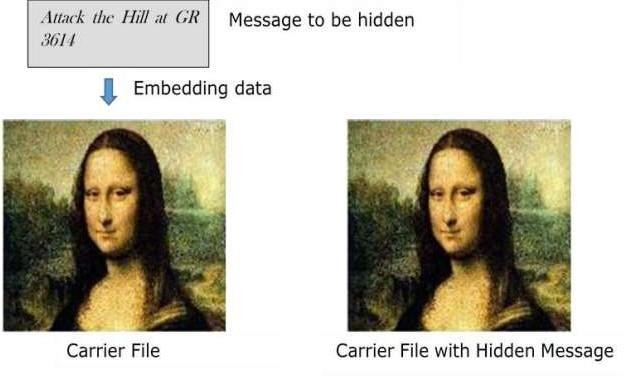 Attack the Hill at GR
3614
Message to be hidden
Embedding data
Carrier File
Carrier File with Hidden Message